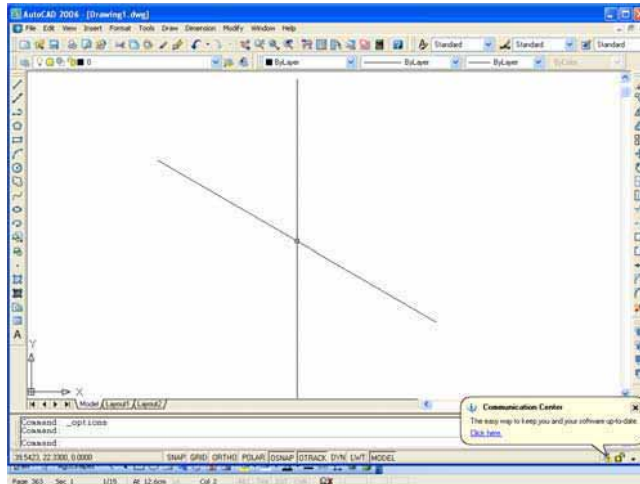 AutoCAD 2006 - [Drawing1.dwg]
File Edit View Insert Format Tools Draw Dimension Modify Window Help
Standard Standard Standard
0 ByLayer ByLayer ByLayer ByColor
A
Y
X
Model Layout1 Layout2
Command _options
Command
Command
Communication Center
The easy way to keep you and your software up-to-date.
Click here.
39.5423, 22.3300, 0.0000 SNAP GRID ORTHO POLAR OSNAP OTRACK DYN LWT MODEL
Page 363 Sec 1 1/15 At 12.6cm Col 2